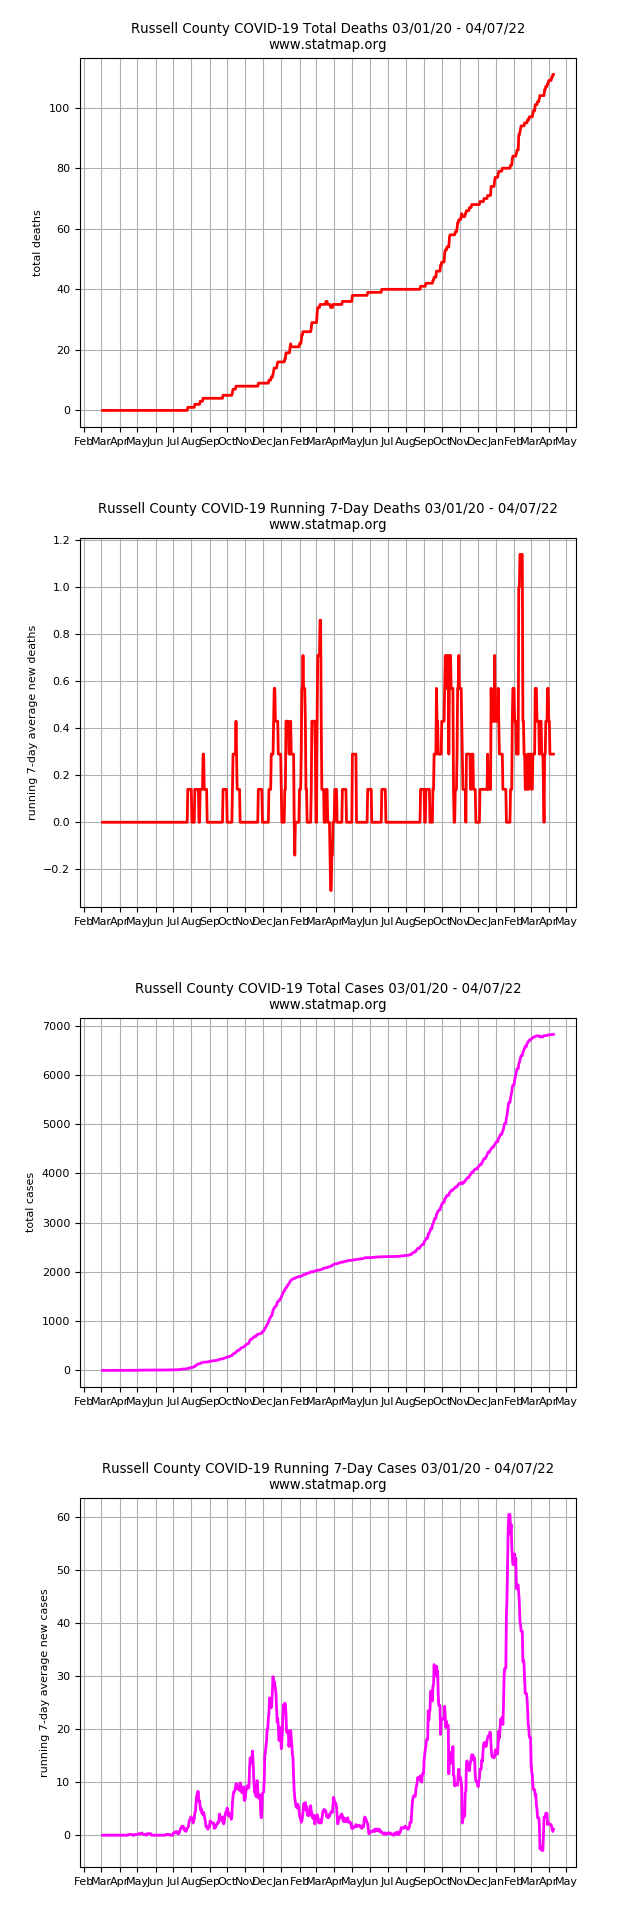 Russell County COVID-19 Total Deaths 03/01/20 - 04/07/22
www.statmap.org
total deaths
100
80
60
40
20
0
Feb Mar Apr May Jun Jul Aug Sep Oct Nov Dec Jan Feb Mar Apr May Jun Jul Aug Sep Oct Nov Dec Jan Feb Mar Apr May
Russell County COVID-19 Running 7-Day Deaths 03/01/20 - 04/07/22
www.statmap.org
running 7-day average new deaths
1.2
1.0
0.8
0.6
0.4
0.2
0.0
−0.2
Feb Mar Apr May Jun Jul Aug Sep Oct Nov Dec Jan Feb Mar Apr May Jun Jul Aug Sep Oct Nov Dec Jan Feb Mar Apr May
Russell County COVID-19 Total Cases 03/01/20 - 04/07/22
www.statmap.org
total cases
7000
6000
5000
4000
3000
2000
1000
0
Feb Mar Apr May Jun Jul Aug Sep Oct Nov Dec Jan Feb Mar Apr May Jun Jul Aug Sep Oct Nov Dec Jan Feb Mar Apr May
Russell County COVID-19 Running 7-Day Cases 03/01/20 - 04/07/22
www.statmap.org
running 7-day average new cases
60
50
40
30
20
10
0
Feb Mar Apr May Jun Jul Aug Sep Oct Nov Dec Jan Feb Mar Apr May Jun Jul Aug Sep Oct Nov Dec Jan Feb Mar Apr May